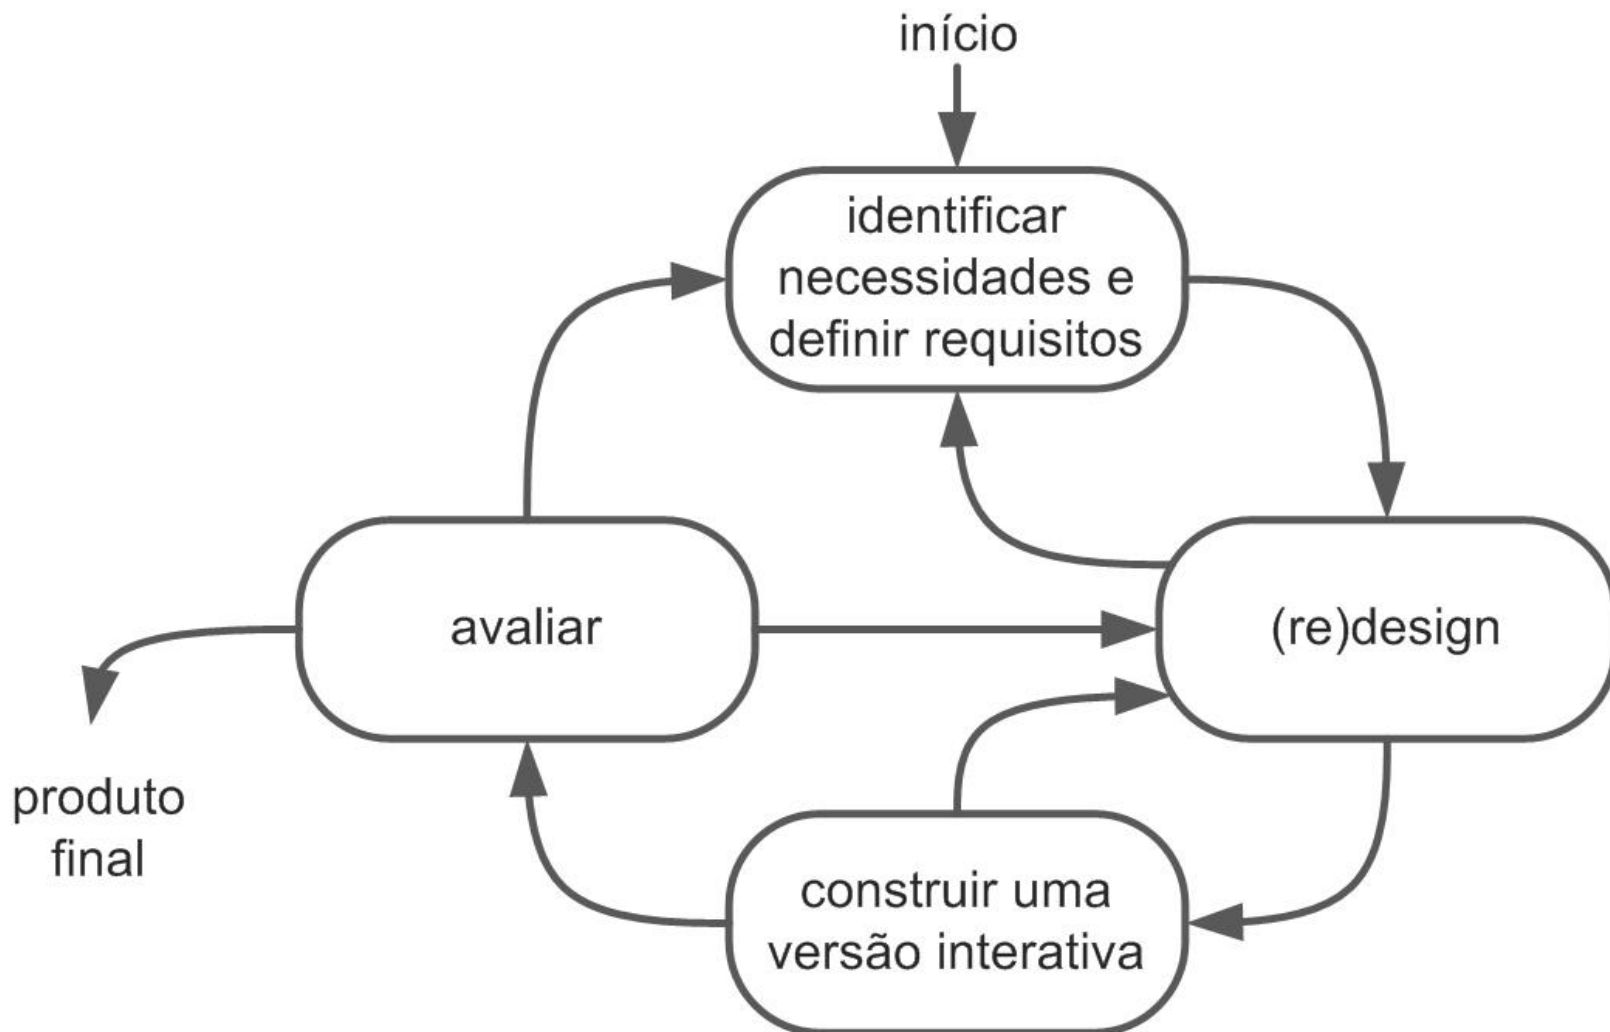 início
identificar
necessidades e
definir requisitos
avaliar
(re)design
produto
final
construir uma
versão interativa